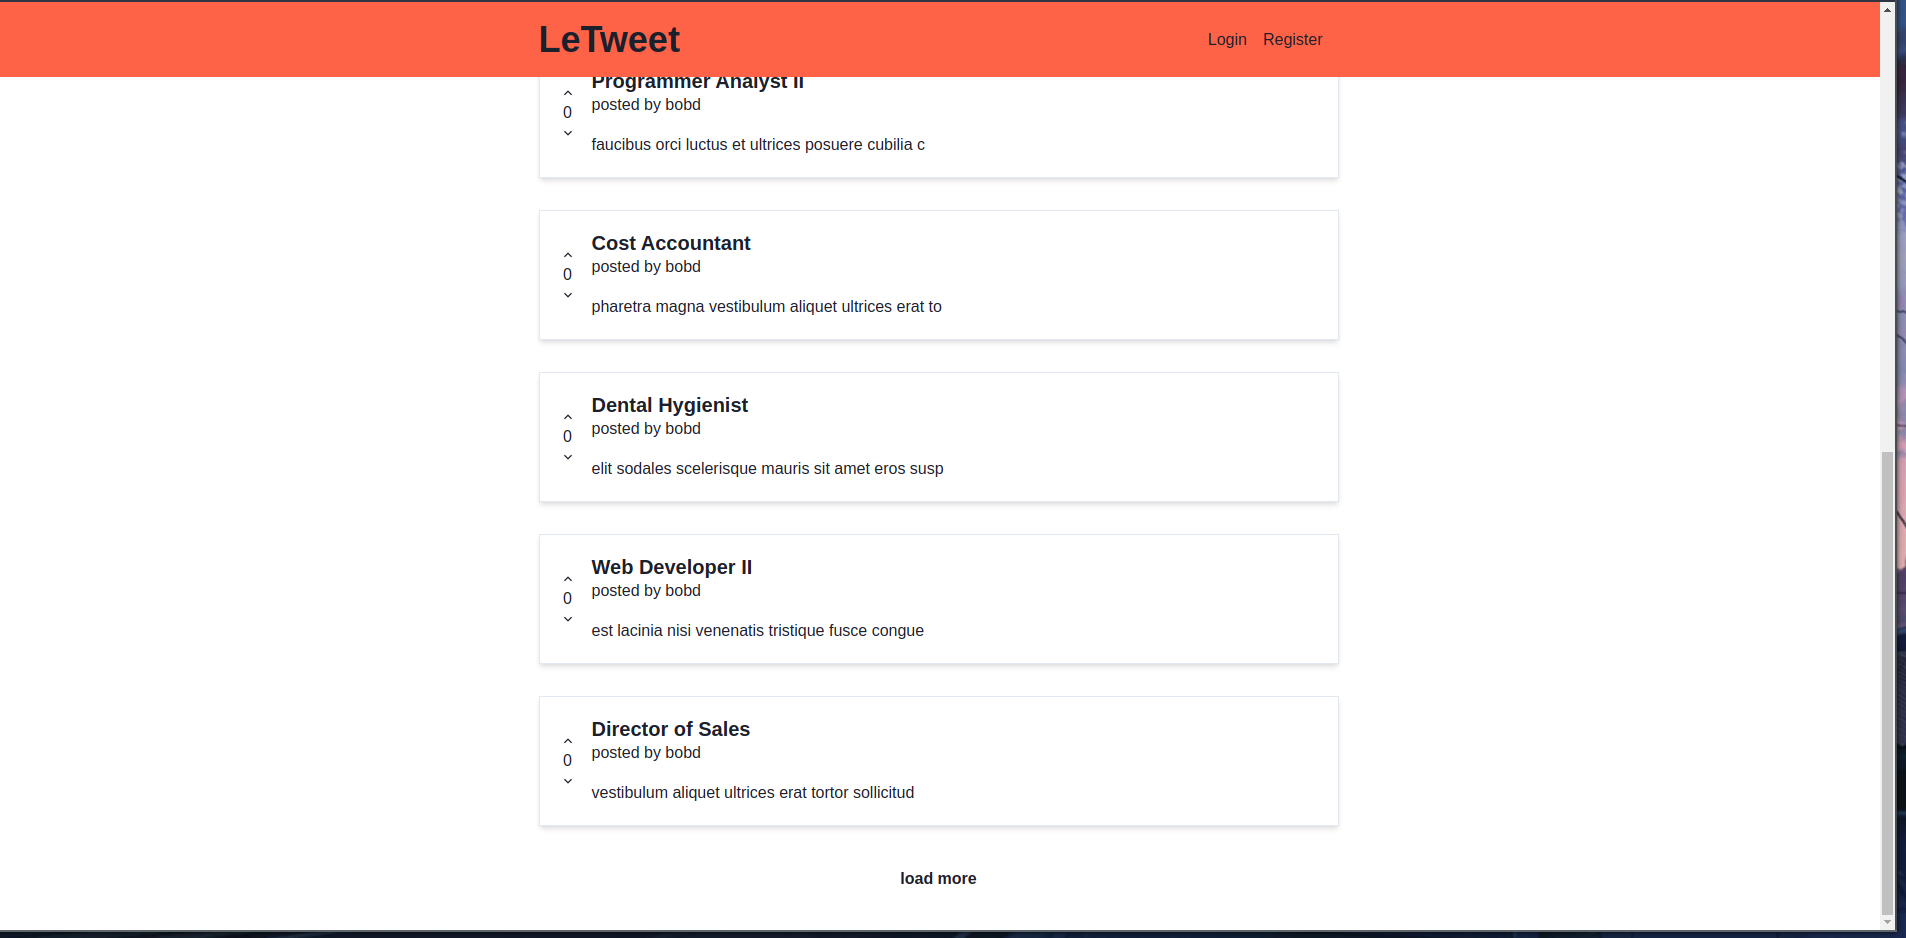 LeTweet
Login Register
Programmer Analyst II
posted by bobd
0
faucibus orci luctus et ultrices posuere cubilia c
Cost Accountant
posted by bobd
0
pharetra magna vestibulum aliquet ultrices erat to
Dental Hygienist
posted by bobd
0
elit sodales scelerisque mauris sit amet eros susp
Web Developer II
posted by bobd
0
est lacinia nisi venenatis tristique fusce congue
Director of Sales
posted by bobd
0
vestibulum aliquet ultrices erat tortor sollicitud
load more